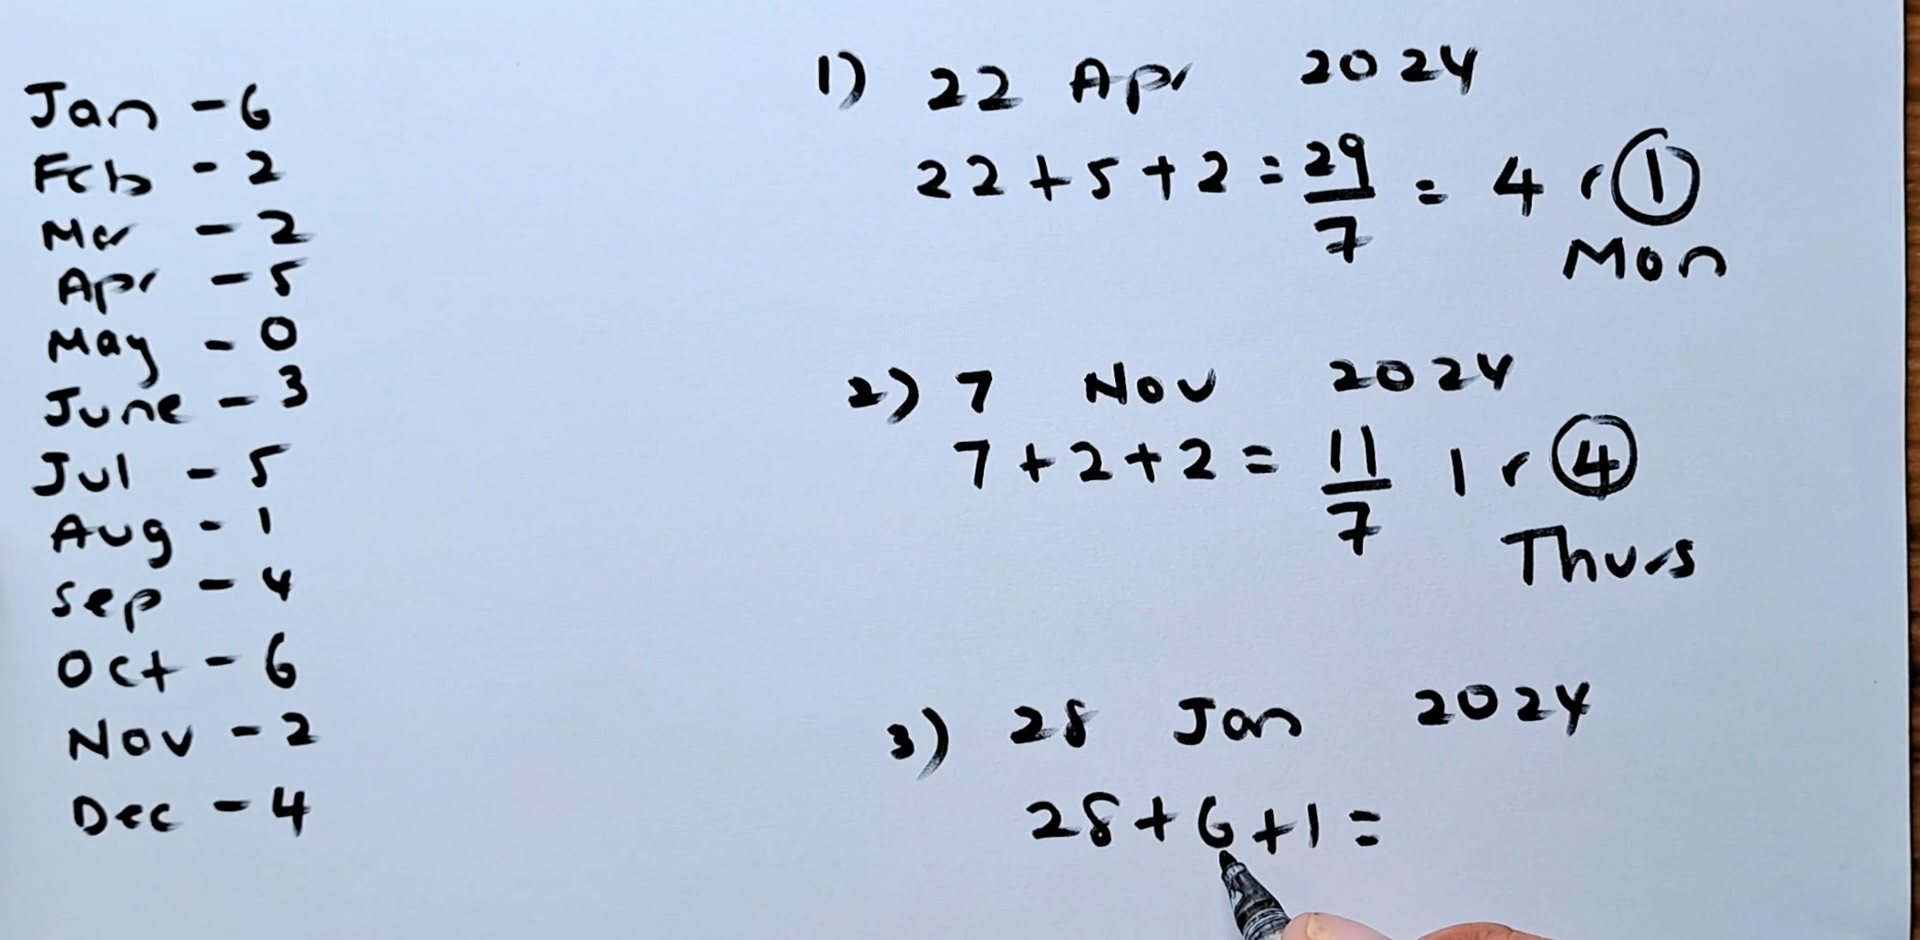 Jan - 6
Feb - 2
Mar - 2
Apr - 5
May - 0
June - 3
Jul - 5
Aug - 1
Sep - 4
Oct - 6
Nov - 2
Dec - 4
1) 22 Apr 2024
22 + 5 + 2 = 29/7 = 4 r 1
Mon
2) 7 Nov 2024
7 + 2 + 2 = 11/7 1 r 4
Thurs
3) 28 Jan 2024
28 + 6 + 1 =